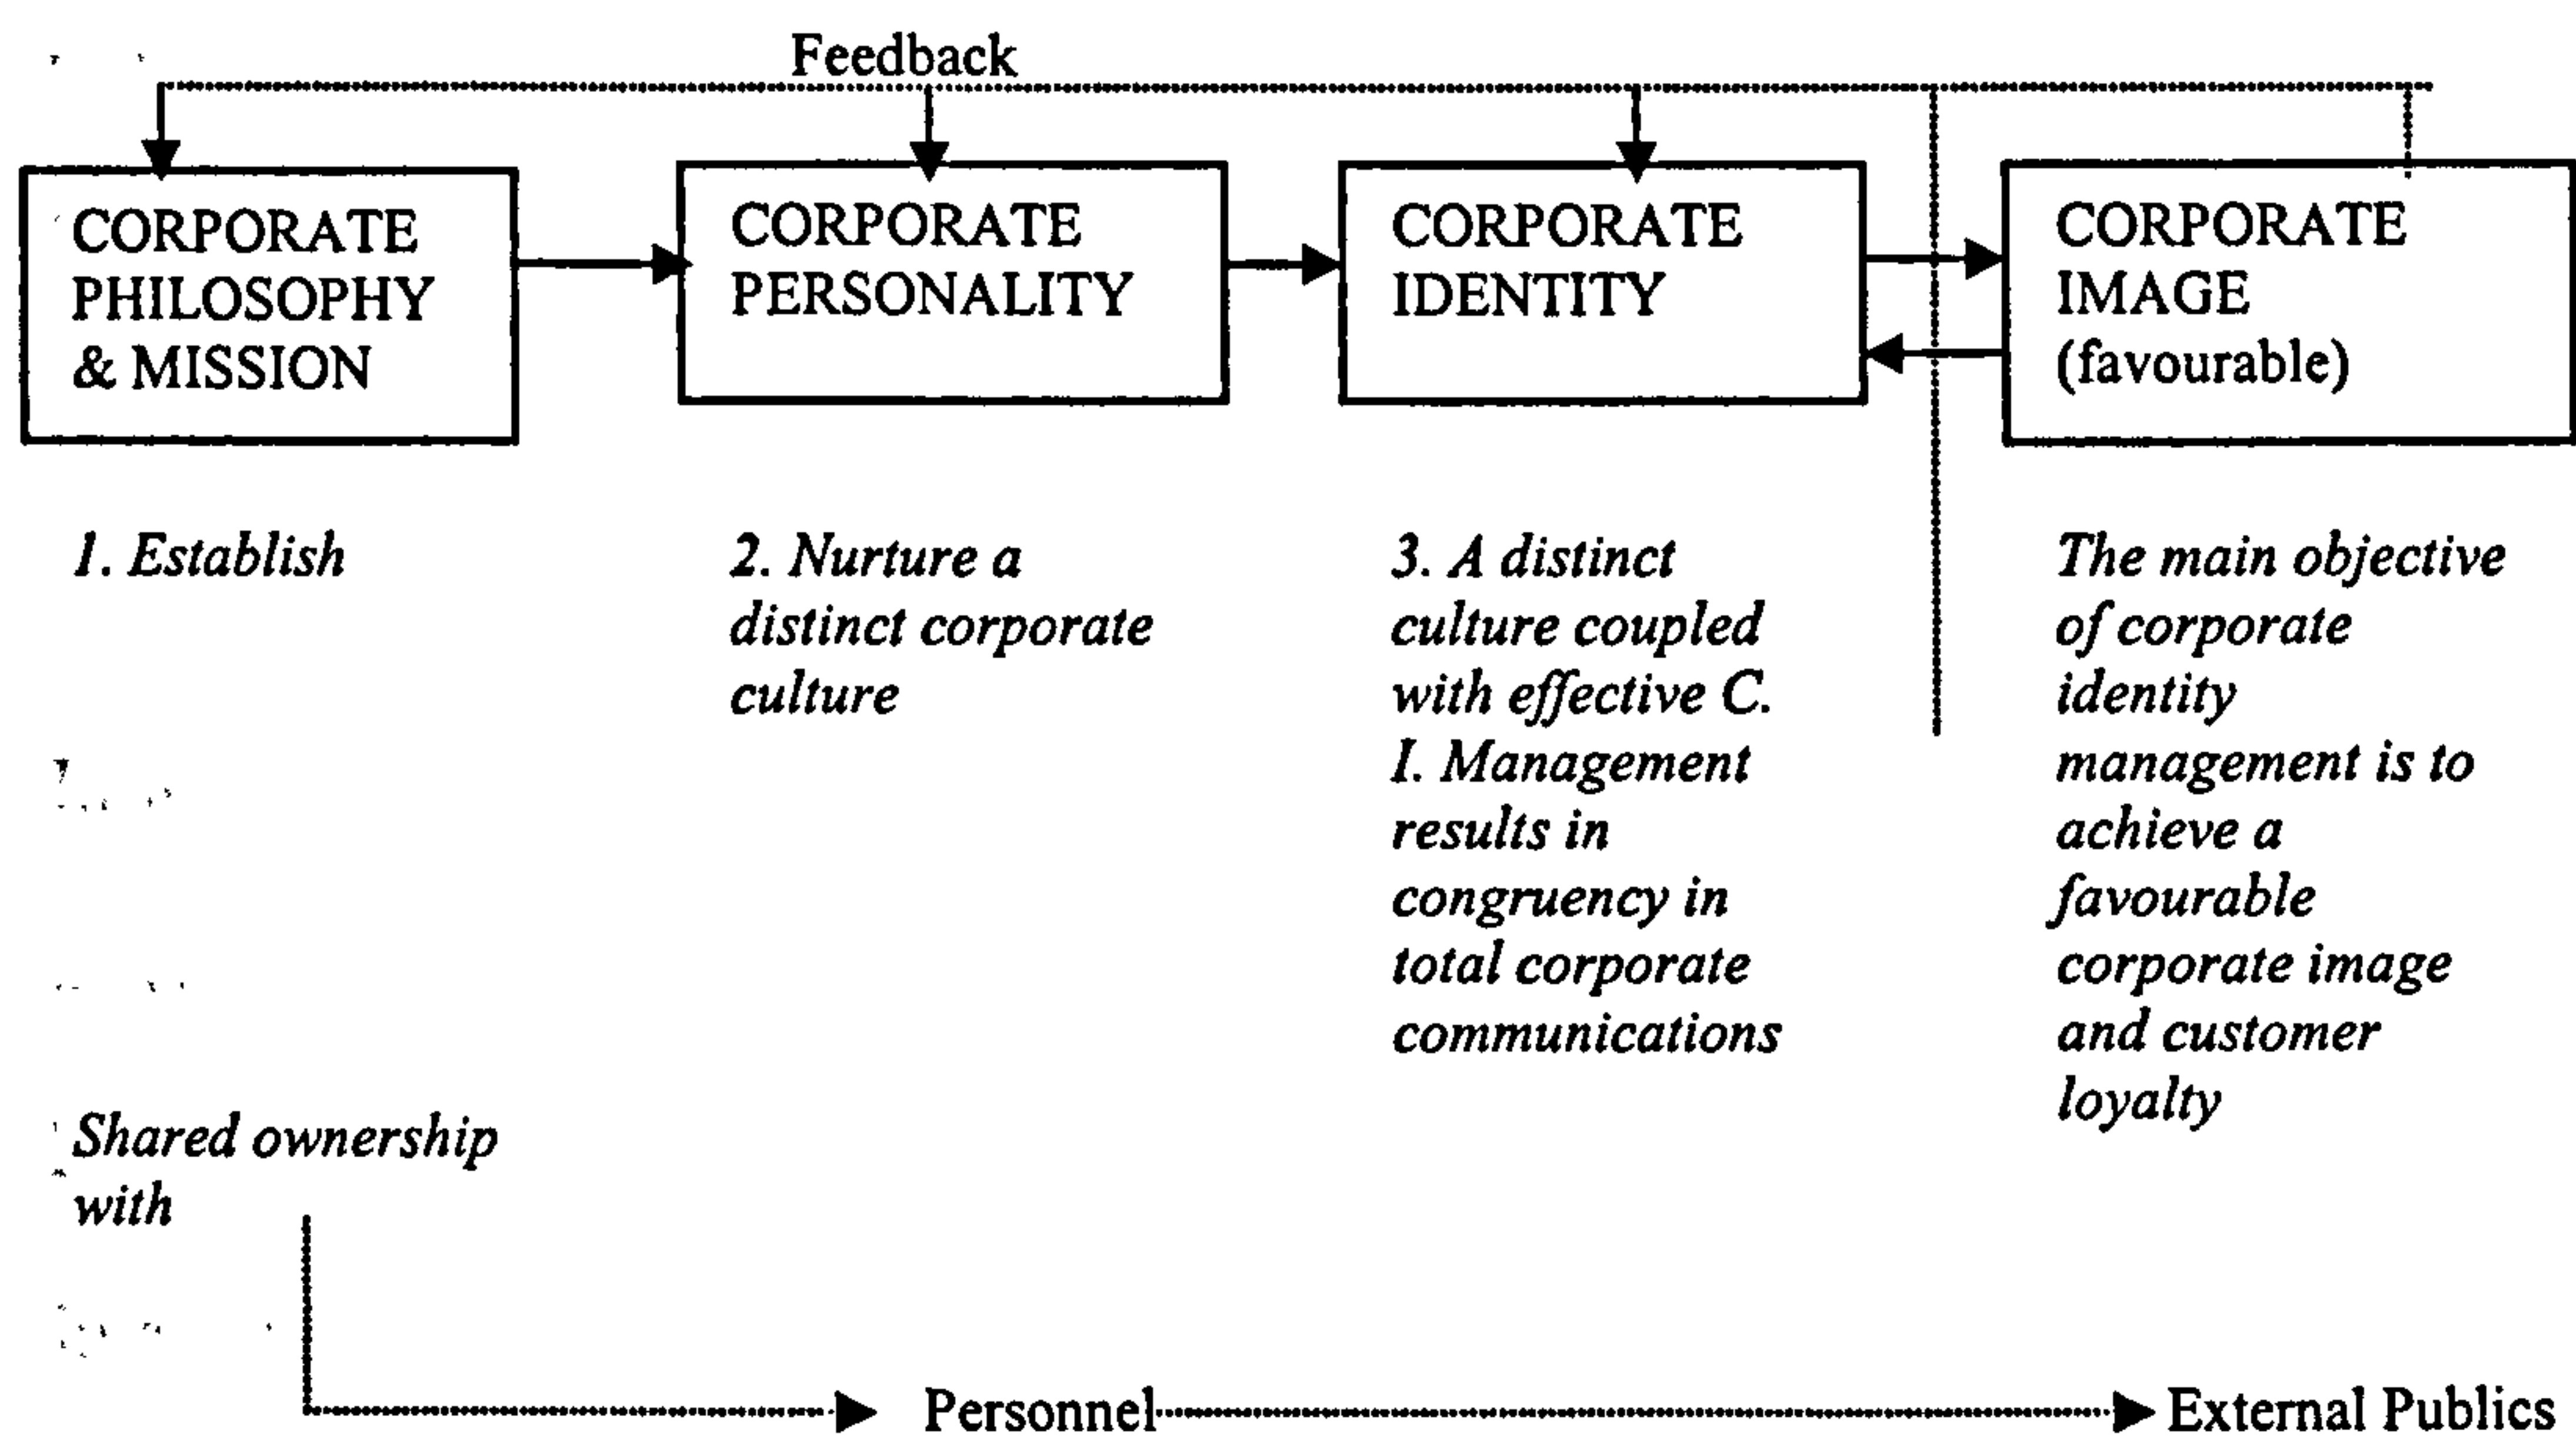 Feedback
CORPORATE
PHILOSOPHY
& MISSION
CORPORATE
PERSONALITY
CORPORATE
IDENTITY
CORPORATE
IMAGE
(favourable)
1. Establish
2. Nurture a
distinct corporate
culture
3. A distinct
culture coupled
with effective C.
I. Management
results in
congruency in
total corporate
communications
The main objective
of corporate
identity
management is to
achieve a
favourable
corporate image
and customer
loyalty
Shared ownership
with
Personnel
External Publics